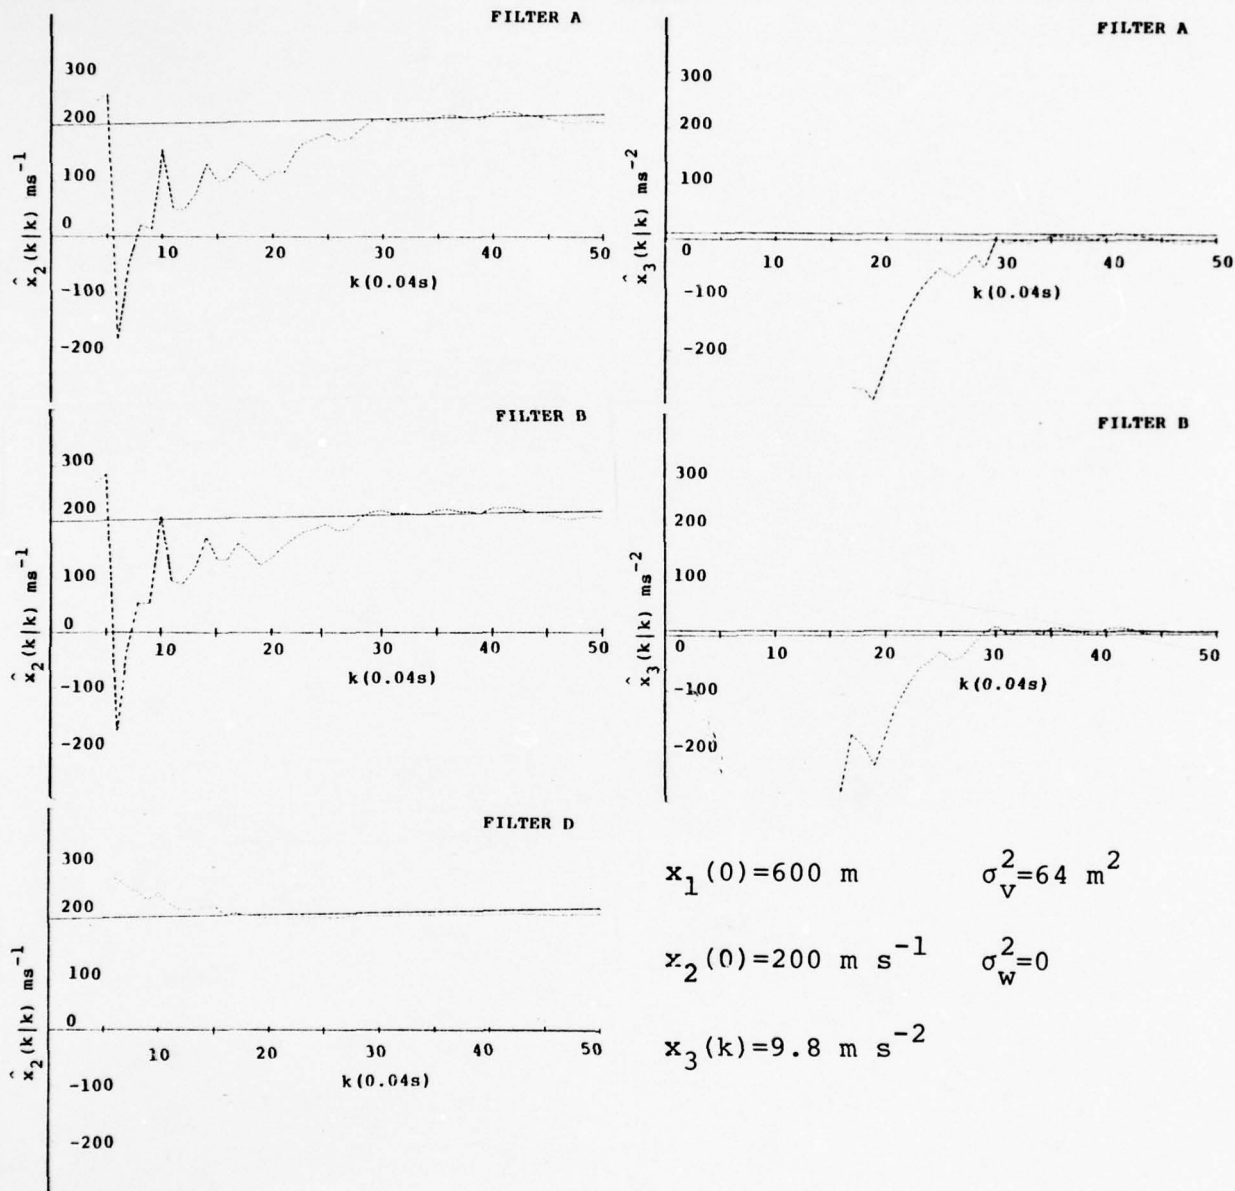 FILTER A
300
200
100
0
-100
-200
10 20 30 40 50
k(0.04s)
x̂₂(k|k) ms⁻¹
FILTER A
300
200
100
0
-100
-200
10 20 30 40 50
k(0.04s)
x̂₃(k|k) ms⁻²
FILTER B
300
200
100
0
-100
-200
10 20 30 40 50
k(0.04s)
x̂₂(k|k) ms⁻¹
FILTER B
300
200
100
0
-100
-200
10 20 30 40 50
k(0.04s)
x̂₃(k|k) ms⁻²
FILTER D
300
200
100
0
-100
-200
10 20 30 40 50
k(0.04s)
x̂₂(k|k) ms⁻¹
x₁(0)=600 m σ²ᵥ=64 m²
x₂(0)=200 m s⁻¹ σ²w=0
x₃(k)=9.8 m s⁻²